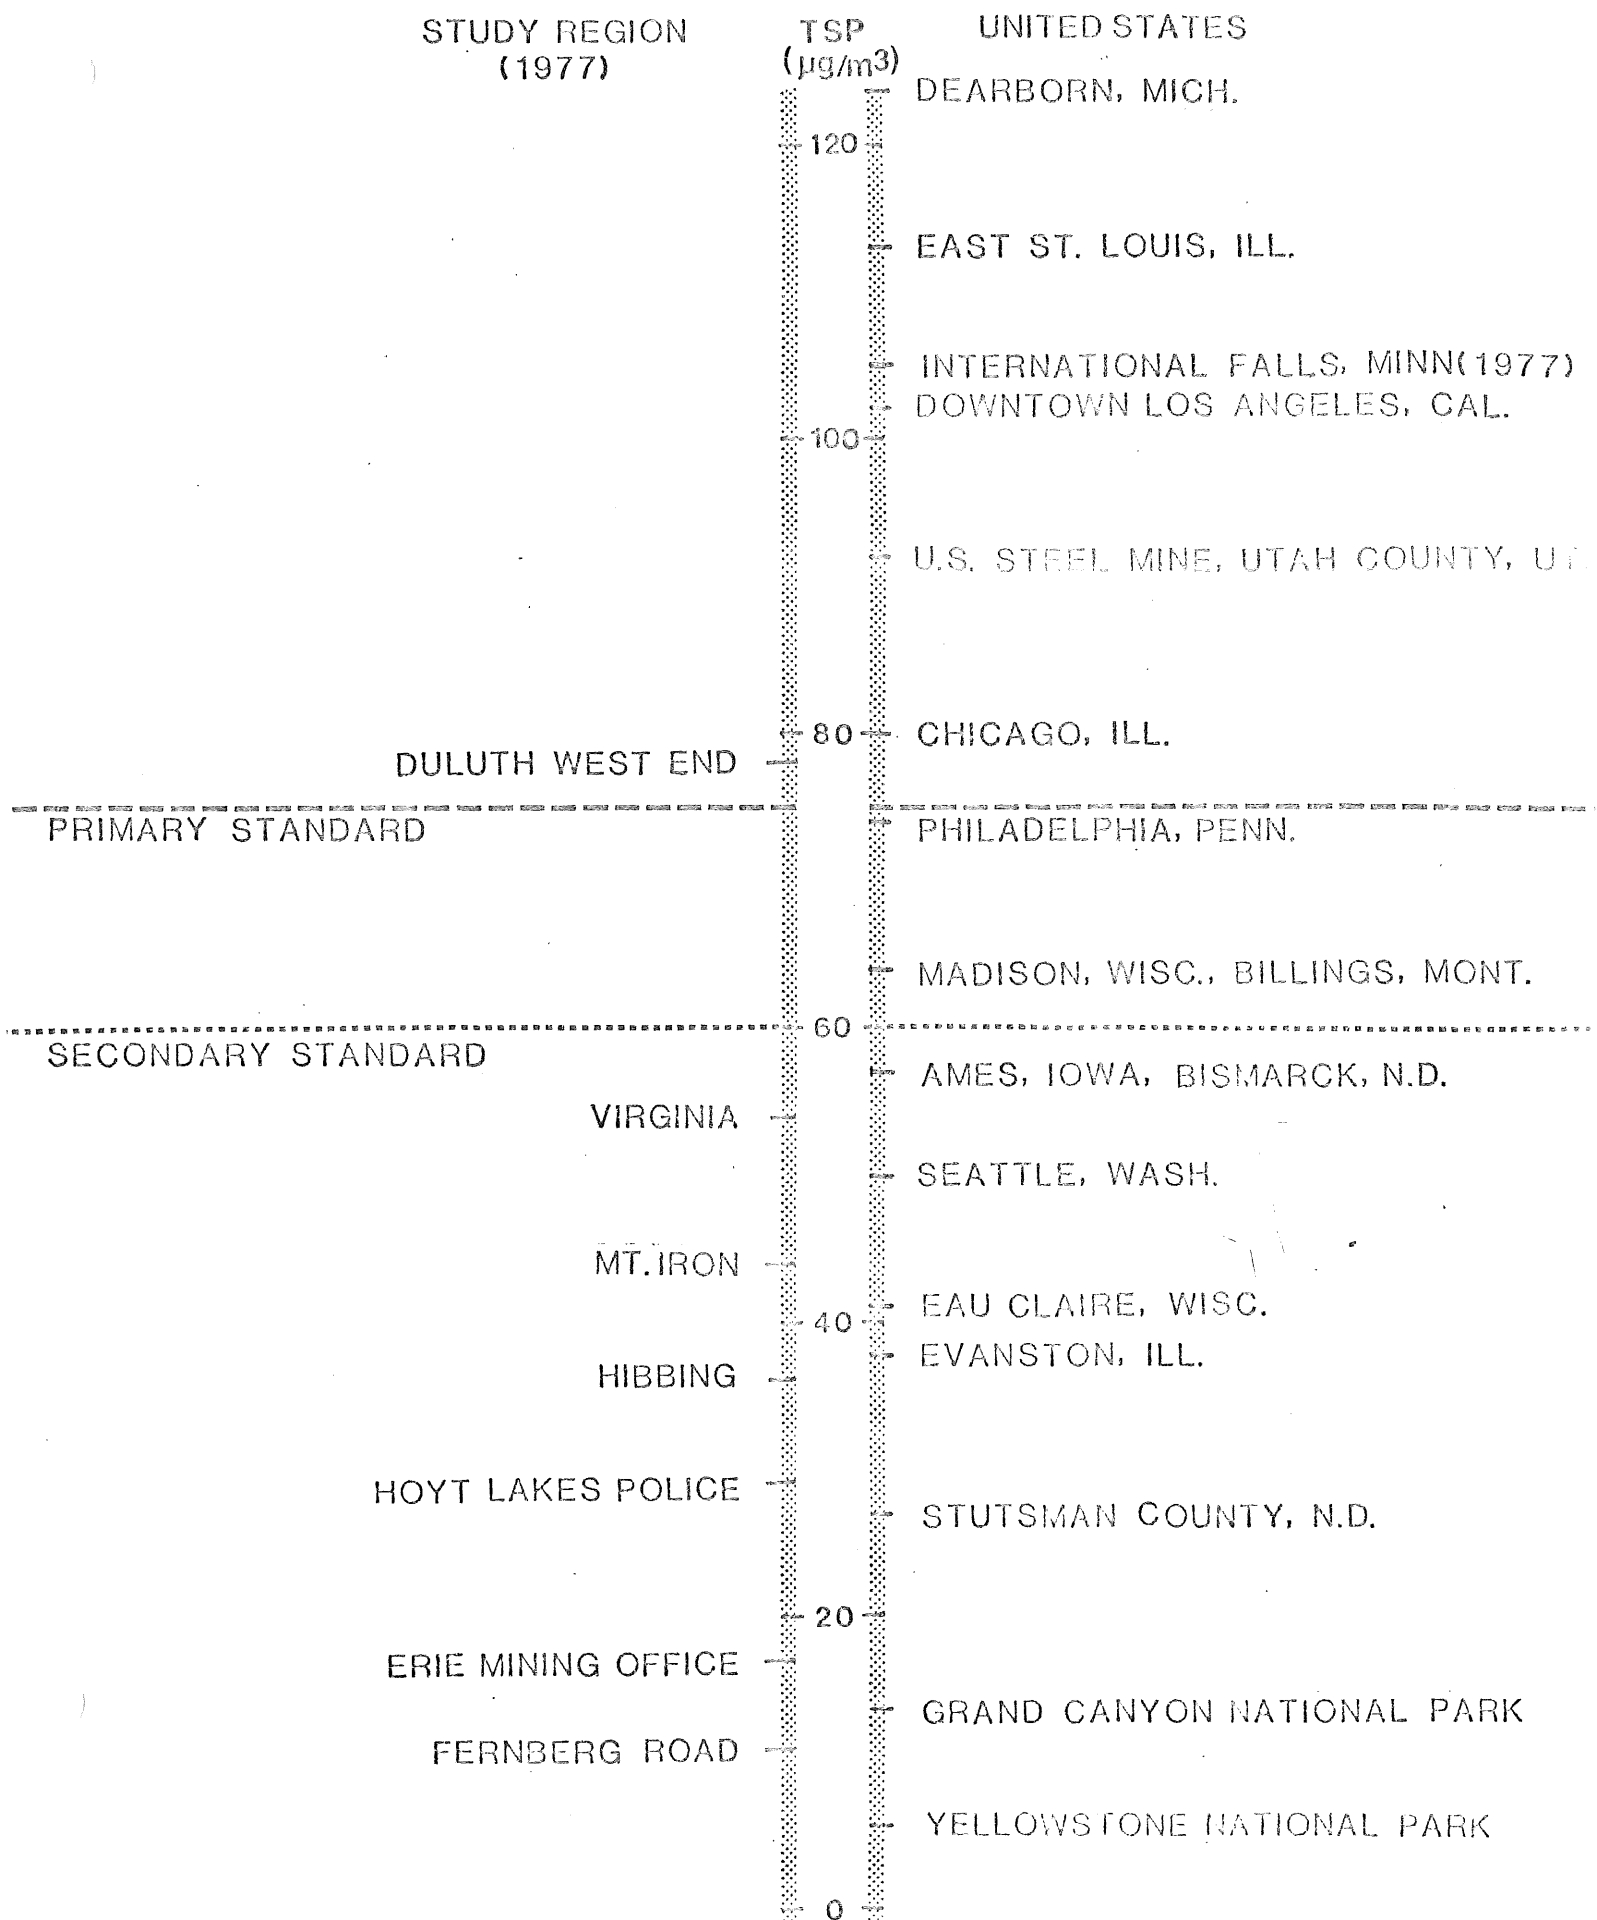 STUDY REGION
(1977)
TSP
(µg/m3)
UNITED STATES
DEARBORN, MICH.
120
EAST ST. LOUIS, ILL.
INTERNATIONAL FALLS, MINN(1977)
DOWNTOWN LOS ANGELES, CAL.
100
U.S. STEEL MINE, UTAH COUNTY, UT
80
CHICAGO, ILL.
DULUTH WEST END
PRIMARY STANDARD
PHILADELPHIA, PENN.
MADISON, WISC., BILLINGS, MONT.
60
SECONDARY STANDARD
AMES, IOWA, BISMARCK, N.D.
VIRGINIA
SEATTLE, WASH.
MT. IRON
EAU CLAIRE, WISC.
40
EVANSTON, ILL.
HIBBING
HOYT LAKES POLICE
STUTSMAN COUNTY, N.D.
20
ERIE MINING OFFICE
GRAND CANYON NATIONAL PARK
FERNBERG ROAD
YELLOWSTONE NATIONAL PARK
0